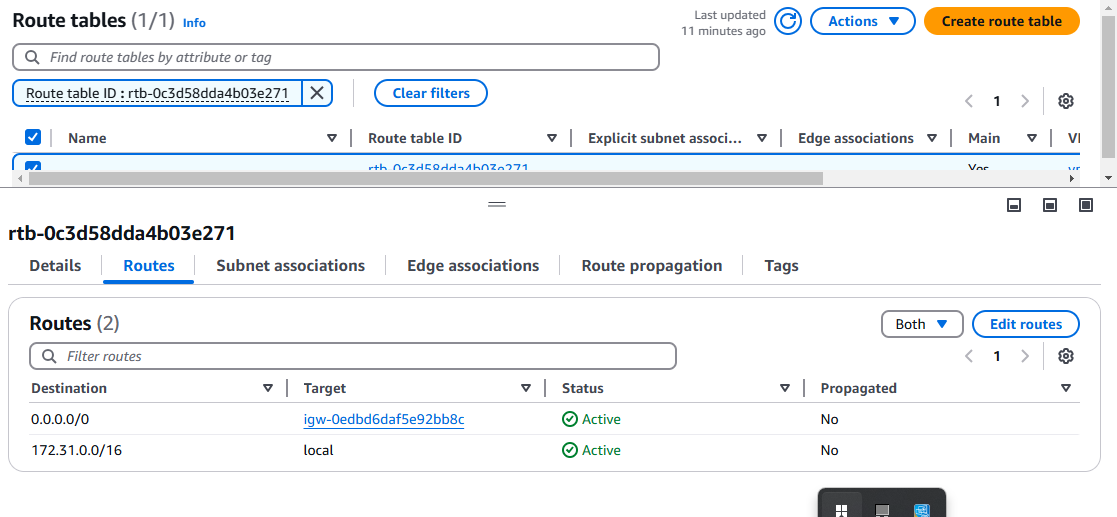 Route tables (1/1) Info
Last updated
11 minutes ago
Actions
Create route table
Find route tables by attribute or tag
Route table ID : rtb-0c3d58dda4b03e271
Clear filters
1
Name Route table ID Explicit subnet associ... Edge associations Main
rtb-0c3d58dda4b03e271 Yes
rtb-0c3d58dda4b03e271
Details Routes Subnet associations Edge associations Route propagation Tags
Routes (2)
Both
Edit routes
Filter routes
1
Destination Target Status Propagated
0.0.0.0/0 igw-0edbd6daf5e92bb8c Active No
172.31.0.0/16 local Active No